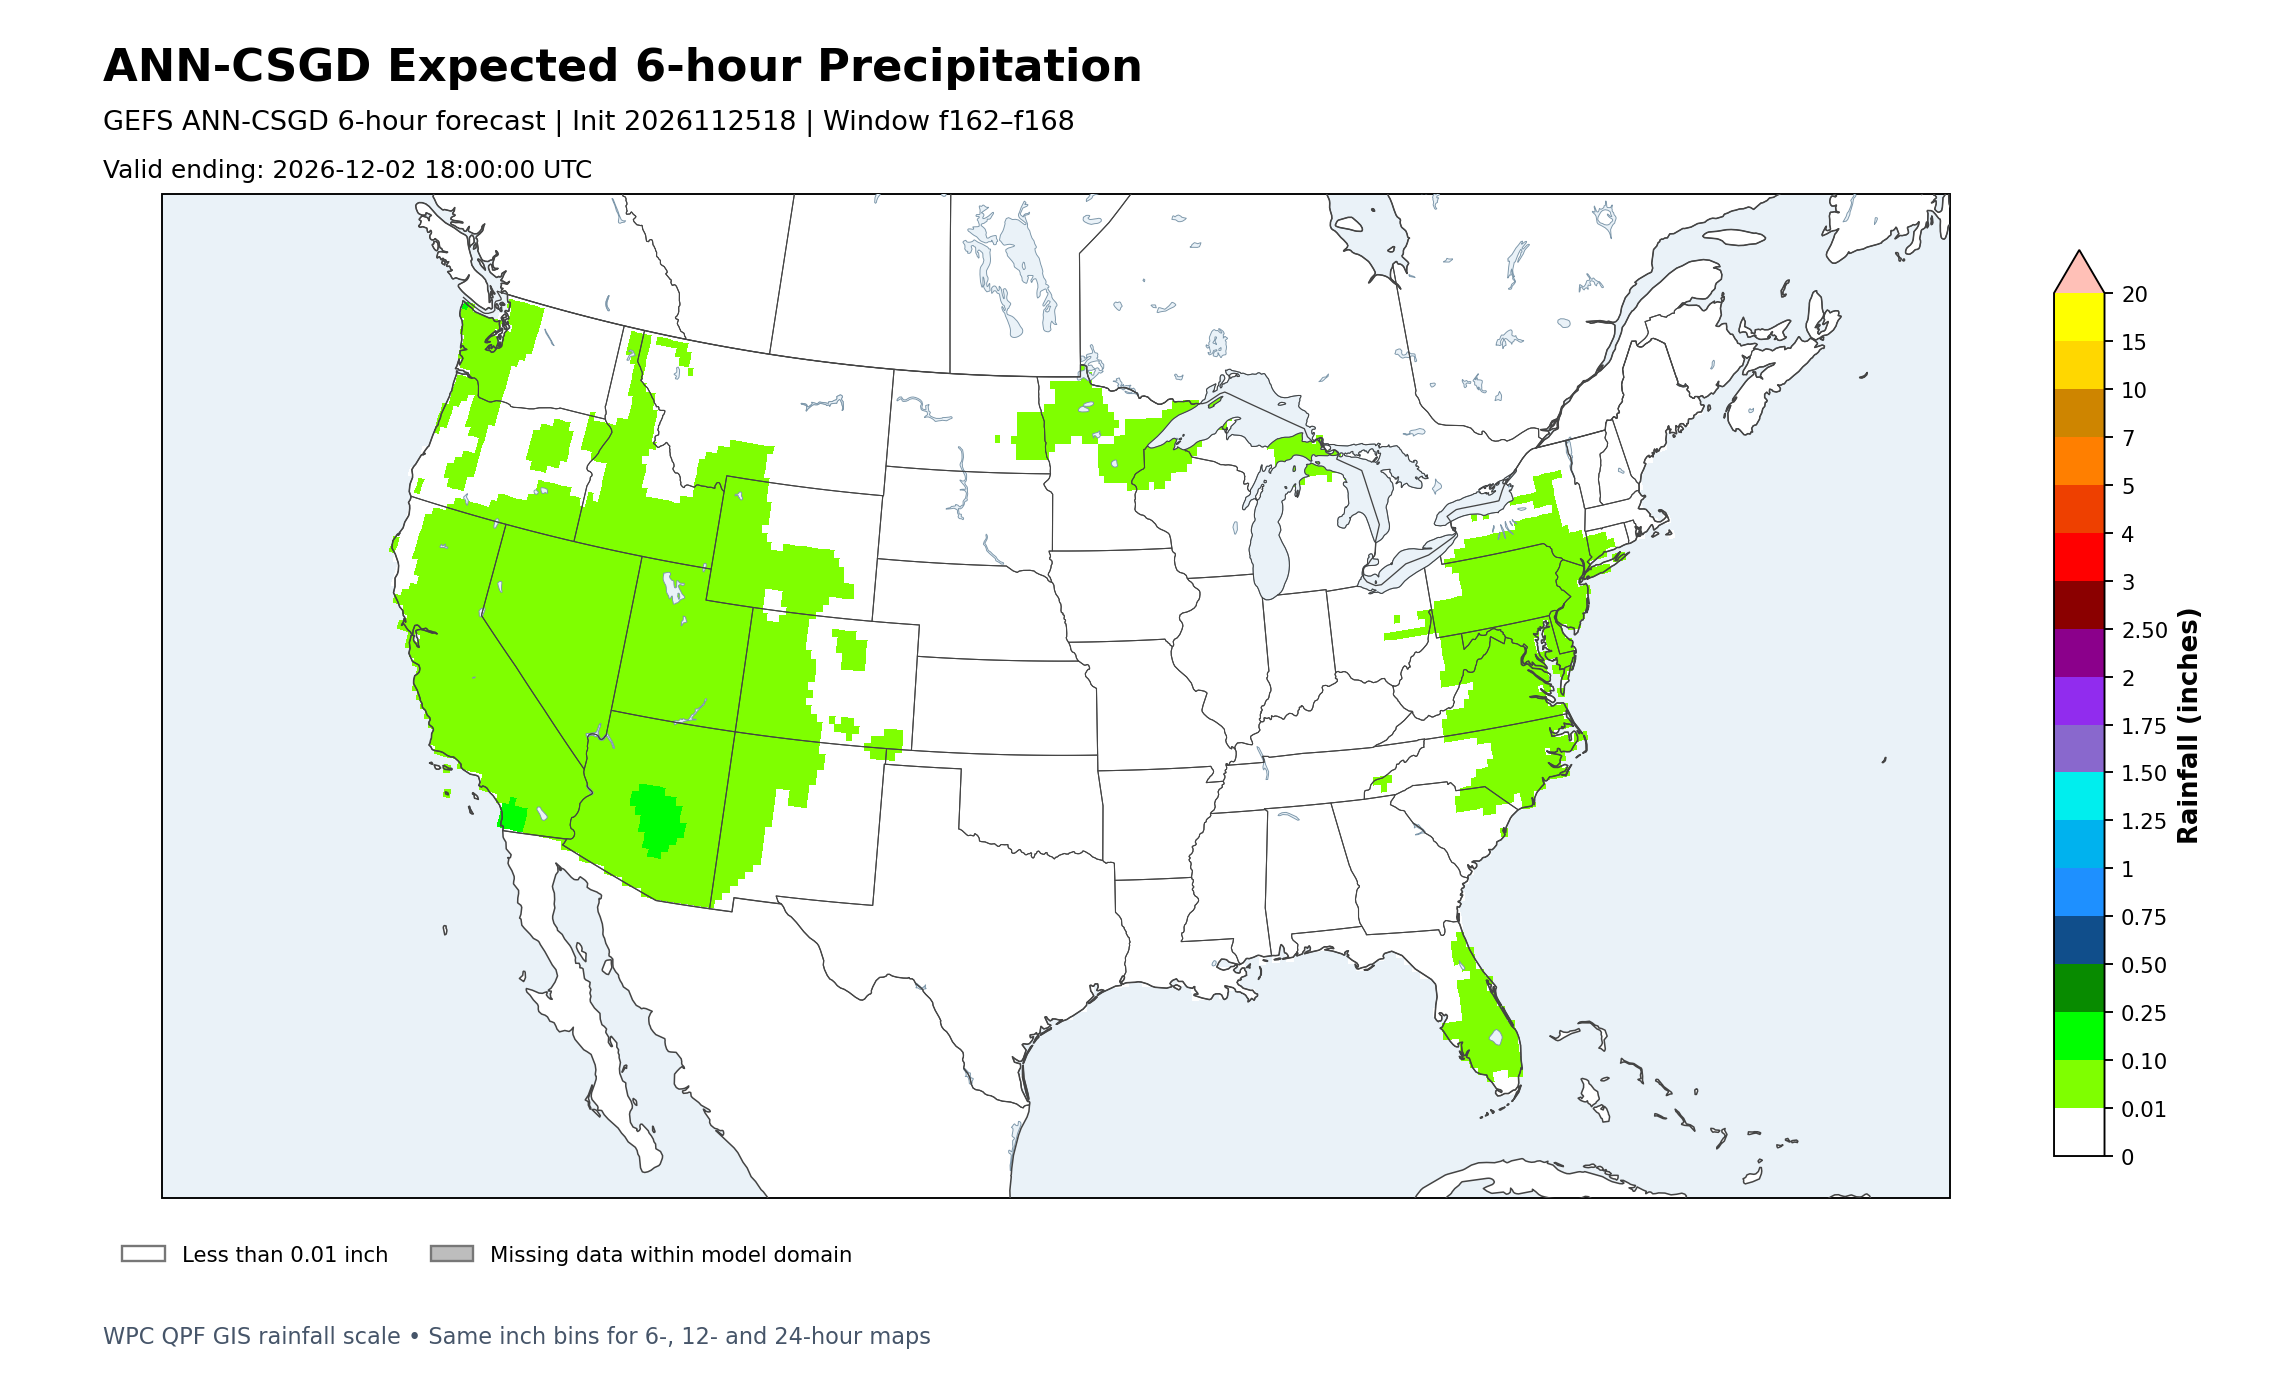 ANN-CSGD Expected 6-hour Precipitation
GEFS ANN-CSGD 6-hour forecast | Init 2026112518 | Window f162–f168
Valid ending: 2026-12-02 18:00:00 UTC
20
15
10
7
5
4
3
2.50
2
1.75
1.50
1.25
1
0.75
0.50
0.25
0.10
0.01
0
Rainfall (inches)
Less than 0.01 inch
Missing data within model domain
WPC QPF GIS rainfall scale • Same inch bins for 6-, 12- and 24-hour maps